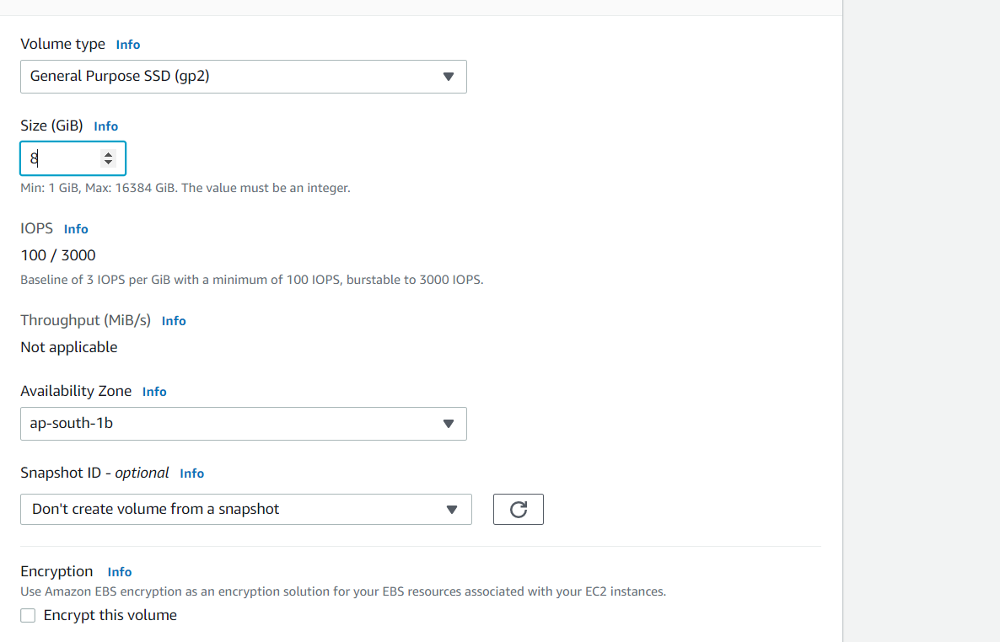 Volume type Info
General Purpose SSD (gp2)
Size (GiB) Info
8
Min: 1 GiB, Max: 16384 GiB. The value must be an integer.
IOPS Info
100 / 3000
Baseline of 3 IOPS per GiB with a minimum of 100 IOPS, burstable to 3000 IOPS.
Throughput (MiB/s) Info
Not applicable
Availability Zone Info
ap-south-1b
Snapshot ID - optional Info
Don't create volume from a snapshot
Encryption Info
Use Amazon EBS encryption as an encryption solution for your EBS resources associated with your EC2 instances.
Encrypt this volume